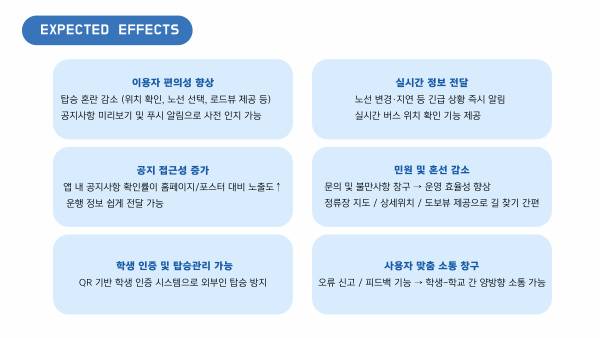 EXPECTED EFFECTS
이용자 편의성 향상
탑승 혼란 감소 (위치 확인, 노선 선택, 로드뷰 제공 등)
공지사항 미리보기 및 푸시 알림으로 사전 인지 가능
실시간 정보 전달
노선 변경·지연 등 긴급 상황 즉시 알림
실시간 버스 위치 확인 기능 제공
공지 접근성 증가
앱 내 공지사항 확인률이 홈페이지/포스터 대비 노출도↑
운행 정보 쉽게 전달 가능
민원 및 혼선 감소
문의 및 불만사항 창구 → 운영 효율성 향상
정류장 지도 / 상세위치 / 도보뷰 제공으로 길 찾기 간편
학생 인증 및 탑승관리 가능
QR 기반 학생 인증 시스템으로 외부인 탑승 방지
사용자 맞춤 소통 창구
오류 신고 / 피드백 기능 → 학생-학교 간 양방향 소통 가능